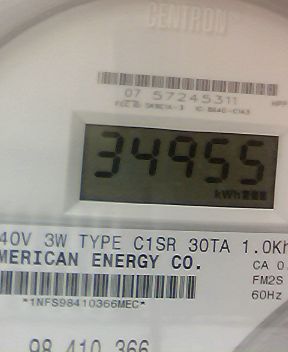 CENTRON
07 57245311
34955
kWh
40V 3W TYPE C1SR 30TA 1.0Kh
MERICAN ENERGY CO.
CA 0.
FM2S
60Hz
*1NFS98410366MEC*
98 410 366